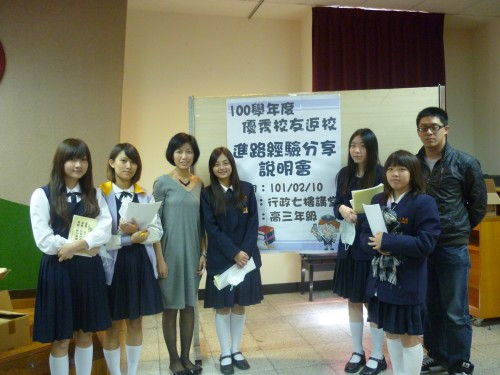 100學年度
優秀校友返校
進路經驗分享
說明會
：101/02/10
：行政七樓講堂
：高三年級